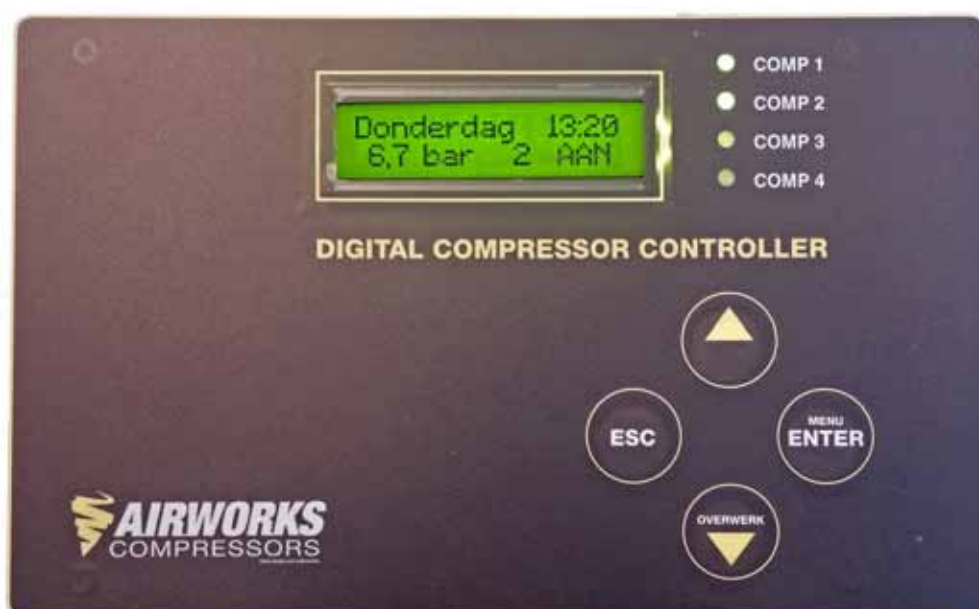 Donderdag 13:20
6,7 bar 2 AAN
COMP 1
COMP 2
COMP 3
COMP 4
DIGITAL COMPRESSOR CONTROLLER
ESC
MENU
ENTER
OVERWERK
AIRWORKS
COMPRESSORS